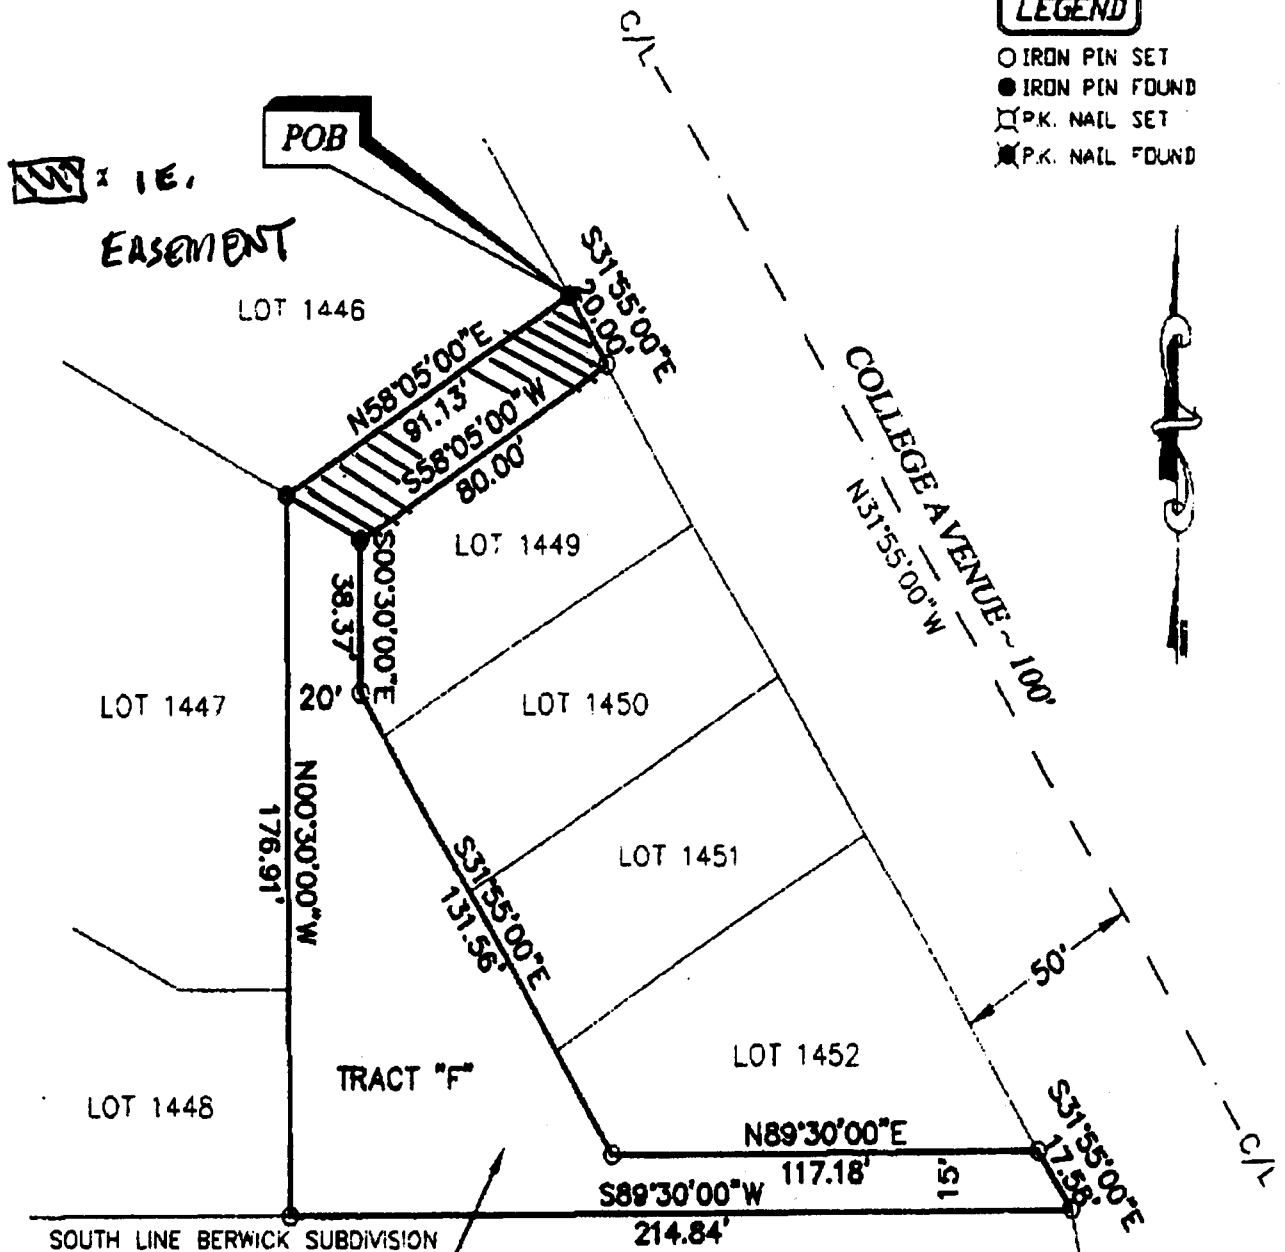 LEGEND
IRON PIN SET
IRON PIN FOUND
P.K. NAIL SET
P.K. NAIL FOUND
C/L
POB
= IE.
EASEMENT
LOT 1446
S31°55'00"E
20.00'
N58°05'00"E
91.13'
S58°05'00"W
80.00'
COLLEGE AVENUE ~ 100'
N31°55'00"W
LOT 1449
S00°30'00"E
38.37'
20'
LOT 1447
LOT 1450
N00°30'00"W
176.91'
S31°55'00"E
131.56'
LOT 1451
50'
LOT 1452
TRACT "F"
LOT 1448
N89°30'00"E
117.18'
15'
S31°55'00"E
17.58'
C/L
S89°30'00"W
214.84'
SOUTH LINE BERWICK SUBDIVISION